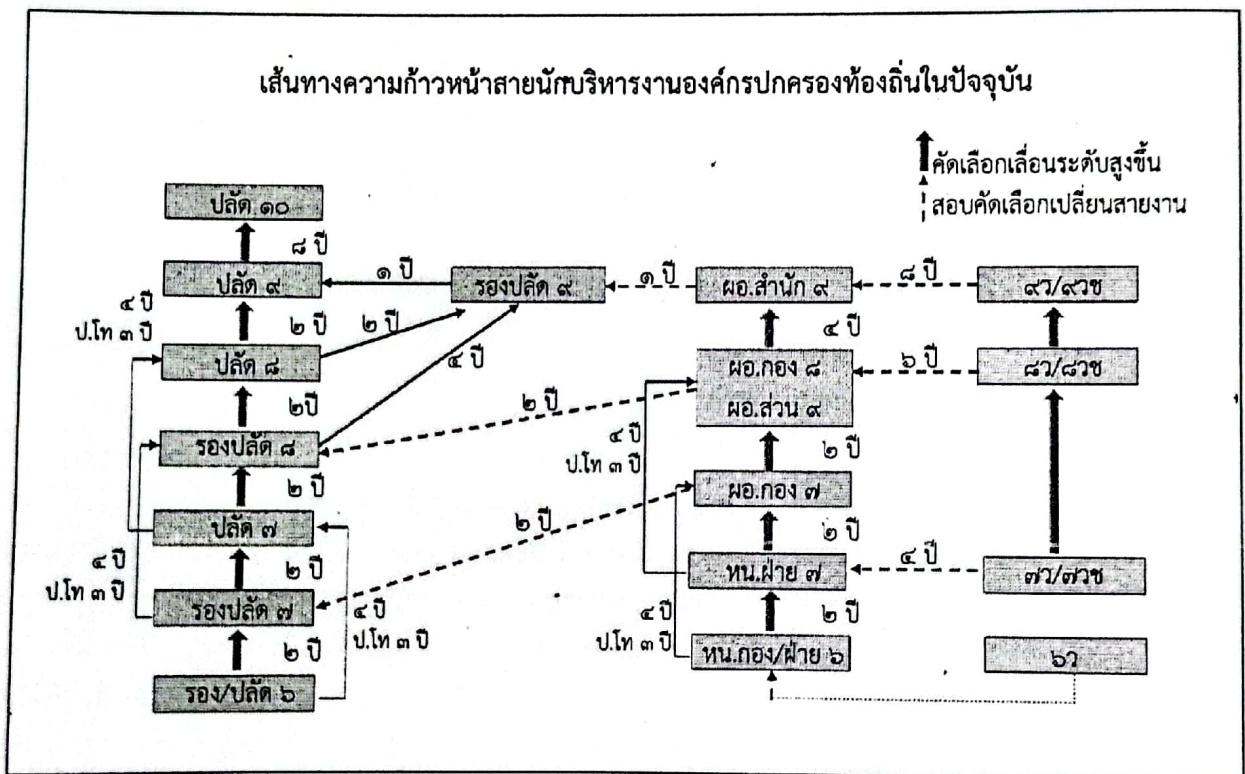 เส้นทางความก้าวหน้าสายนักบริหารงานองค์กรปกครองท้องถิ่นในปัจจุบัน
คัดเลือกเลื่อนระดับสูงขึ้น
สอบคัดเลือกเปลี่ยนสายงาน
ปลัด ๑๐
๘ ปี
ปลัด ๙
๑ ปี
รองปลัด ๙
๑ ปี
ผอ.สำนัก ๙
๘ ปี
๙ว/๙วช
๔ ปี
ป.โท ๓ ปี
๒ ปี
๒ ปี
๔ ปี
๔ ปี
ปลัด ๘
ผอ.กอง ๘
ผอ.ส่วน ๙
๖ ปี
๘ว/๘วช
๒ปี
๒ ปี
รองปลัด ๘
๔ ปี
ป.โท ๓ ปี
๒ ปี
๒ ปี
ผอ.กอง ๗
ปลัด ๗
๒ ปี
๒ ปี
๔ ปี
ป.โท ๓ ปี
๒ ปี
หน.ฝ่าย ๗
๔ ปี
๗ว/๗วช
รองปลัด ๗
๔ ปี
ป.โท ๓ ปี
๔ ปี
ป.โท ๓ ปี
๒ ปี
๒ ปี
หน.กอง/ฝ่าย ๖
๖ว
รอง/ปลัด ๖